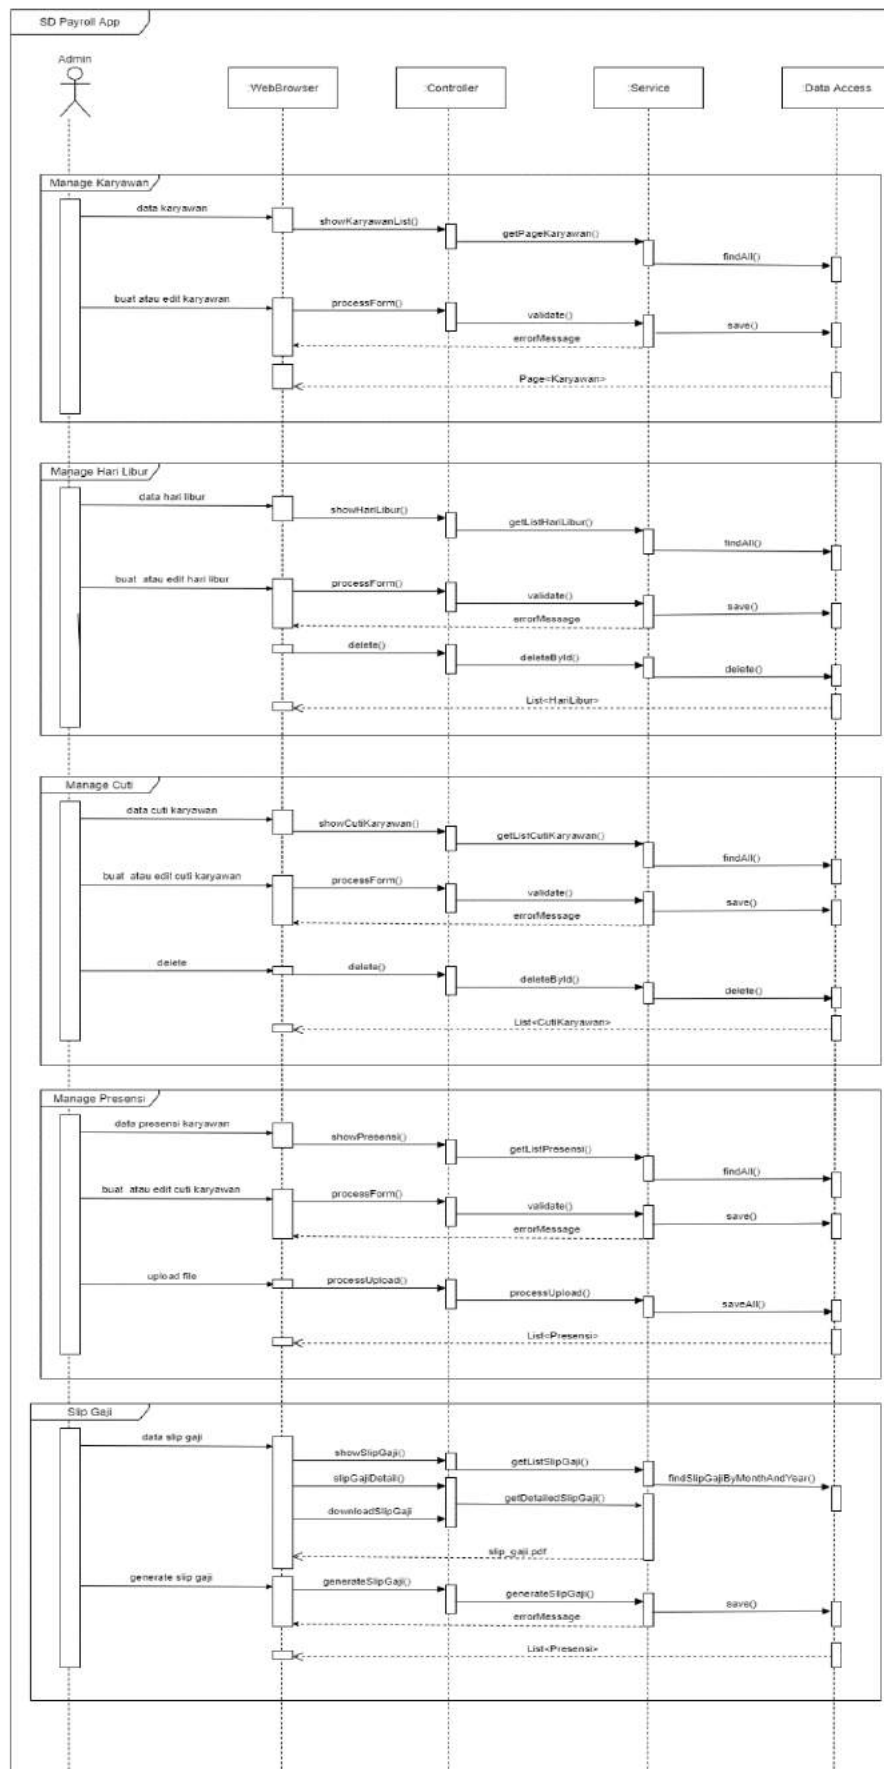 SD Payroll App
Admin
:WebBrowser
:Controller
:Service
:Data Access
Manage Karyawan
data karyawan
showKaryawanList()
getPageKaryawan()
findAll()
buat atau edit karyawan
processForm()
validate()
save()
errorMessage
Page<Karyawan>
Manage Hari Libur
data hari libur
showHariLibur()
getListHariLibur()
findAll()
buat atau edit hari libur
processForm()
validate()
save()
errorMessage
delete()
deleteById()
delete()
List<HariLibur>
Manage Cuti
data cuti karyawan
showCutiKaryawan()
getListCutiKaryawan()
findAll()
buat atau edit cuti karyawan
processForm()
validate()
save()
errorMessage
delete
delete()
deleteById()
delete()
List<CutiKaryawan>
Manage Presensi
data presensi karyawan
showPresensi()
getListPresensi()
findAll()
buat atau edit cuti karyawan
processForm()
validate()
save()
errorMessage
upload file
processUpload()
processUpload()
saveAll()
List<Presensi>
Slip Gaji
data slip gaji
showSlipGaji()
getListSlipGaji()
findSlipGajiByMonthAndYear()
slipGajiDetail()
getDetailedSlipGaji()
downloadSlipGaji
slip_gaji.pdf
generate slip gaji
generateSlipGaji()
generateSlipGaji()
save()
errorMessage
List<Presensi>